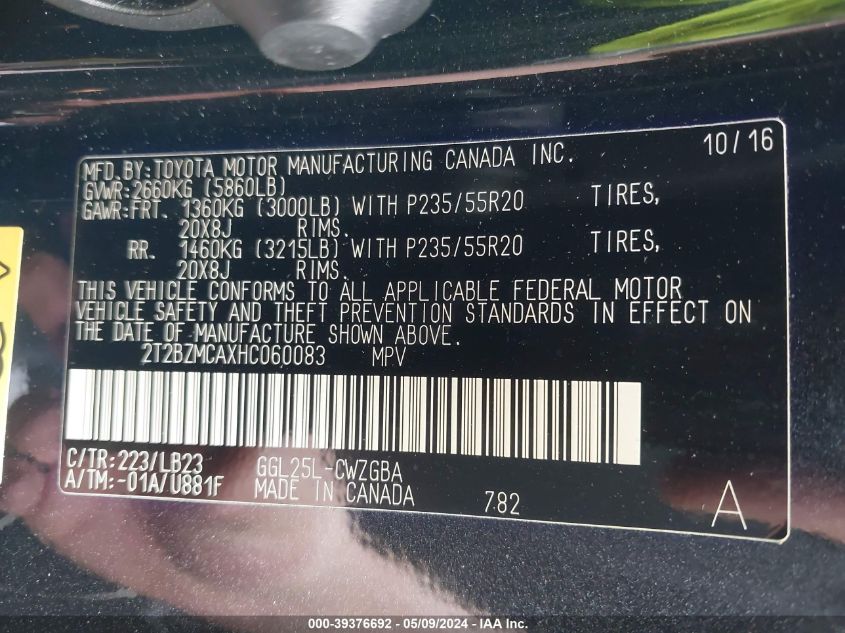 10/16
MFD.BY:TOYOTA MOTOR MANUFACTURING CANADA INC.
GVWR:2660KG (5860LB)
GAWR:FRT. 1360KG (3000LB) WITH P235/55R20 TIRES,
20X8J RIMS.
RR. 1460KG (3215LB) WITH P235/55R20 TIRES,
20X8J RIMS.
THIS VEHICLE CONFORMS TO ALL APPLICABLE FEDERAL MOTOR
VEHICLE SAFETY AND THEFT PREVENTION STANDARDS IN EFFECT ON
THE DATE OF MANUFACTURE SHOWN ABOVE.
2T2BZMCAXHC060083 MPV
C/TR:223/LB23 GGL25L-CWZGBA
A/TM:-01A/U881F MADE IN CANADA 782 A
000-39376692 - 05/09/2024 - IAA Inc.